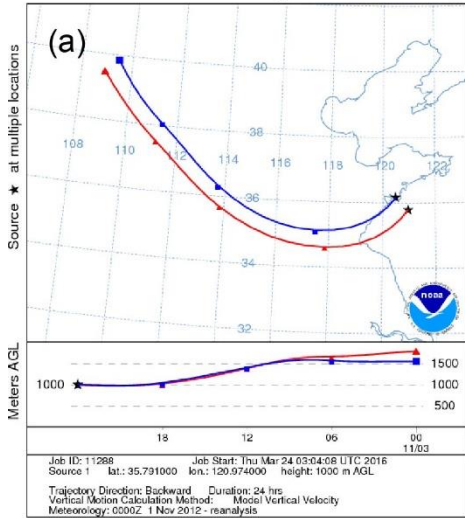 (a)
40
38
108
110
112
114
116
118
120
122
36
34
32
Source ★ at multiple locations
noaa
Meters AGL
1500
1000
1000
500
18
12
06
00
11/03
Job ID: 11288 Job Start: Thu Mar 24 03:04:08 UTC 2016
Source 1 lat.: 35.791000 lon.: 120.974000 height: 1000 m AGL
Trajectory Direction: Backward Duration: 24 hrs
Vertical Motion Calculation Method: Model Vertical Velocity
Meteorology: 0000Z 1 Nov 2012 - reanalysis